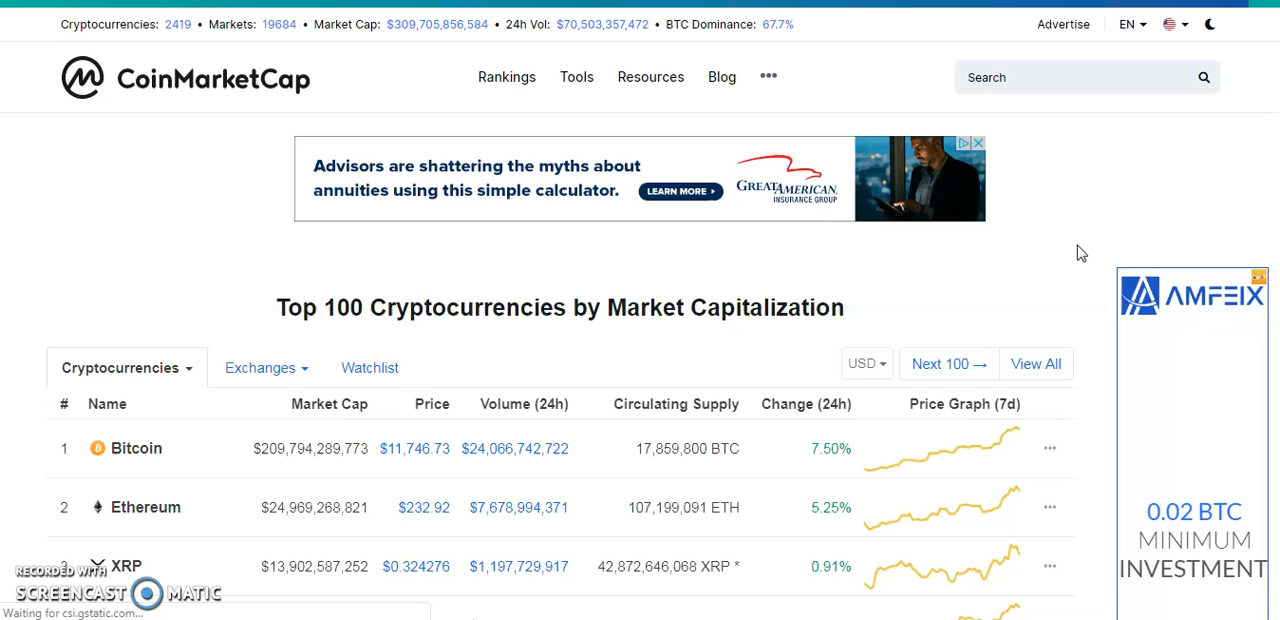 Cryptocurrencies: 2419 • Markets: 19684 • Market Cap: $309,705,856,584 • 24h Vol: $70,503,357,472 • BTC Dominance: 67.7% Advertise EN
CoinMarketCap Rankings Tools Resources Blog ••• Search
Advisors are shattering the myths about
annuities using this simple calculator. LEARN MORE
GREATAMERICAN.
INSURANCE GROUP
AMFEIX
Top 100 Cryptocurrencies by Market Capitalization
Cryptocurrencies Exchanges Watchlist USD Next 100 → View All
# Name Market Cap Price Volume (24h) Circulating Supply Change (24h) Price Graph (7d)
1 Bitcoin $209,794,289,773 $11,746.73 $24,066,742,722 17,859,800 BTC 7.50%
2 Ethereum $24,969,268,821 $232.92 $7,678,994,371 107,199,091 ETH 5.25%
0.02 BTC
MINIMUM
INVESTMENT
3 XRP $13,902,587,252 $0.324276 $1,197,729,917 42,872,646,068 XRP * 0.91%
RECORDED WITH
SCREENCAST MATIC
Waiting for csi.gstatic.com...